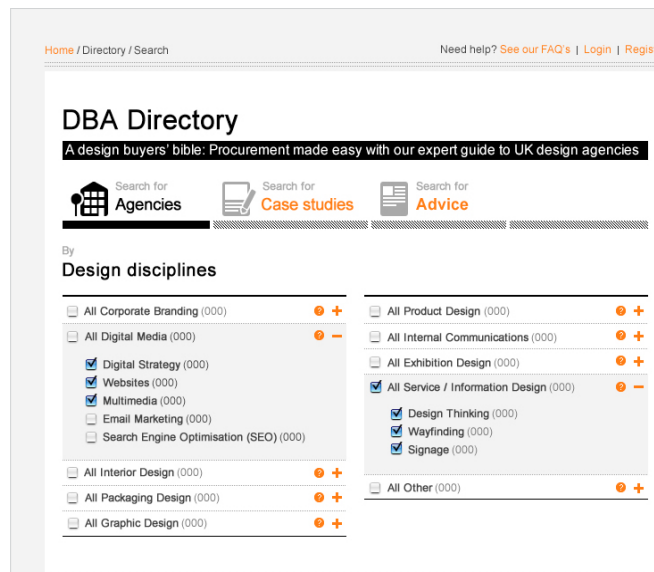 Home / Directory / Search
Need help? See our FAQ's | Login | Regis
DBA Directory
A design buyers' bible: Procurement made easy with our expert guide to UK design agencies
Search for
Agencies
Search for
Case studies
Search for
Advice
By
Design disciplines
All Corporate Branding (000)
All Digital Media (000)
Digital Strategy (000)
Websites (000)
Multimedia (000)
Email Marketing (000)
Search Engine Optimisation (SEO) (000)
All Interior Design (000)
All Packaging Design (000)
All Graphic Design (000)
All Product Design (000)
All Internal Communications (000)
All Exhibition Design (000)
All Service / Information Design (000)
Design Thinking (000)
Wayfinding (000)
Signage (000)
All Other (000)